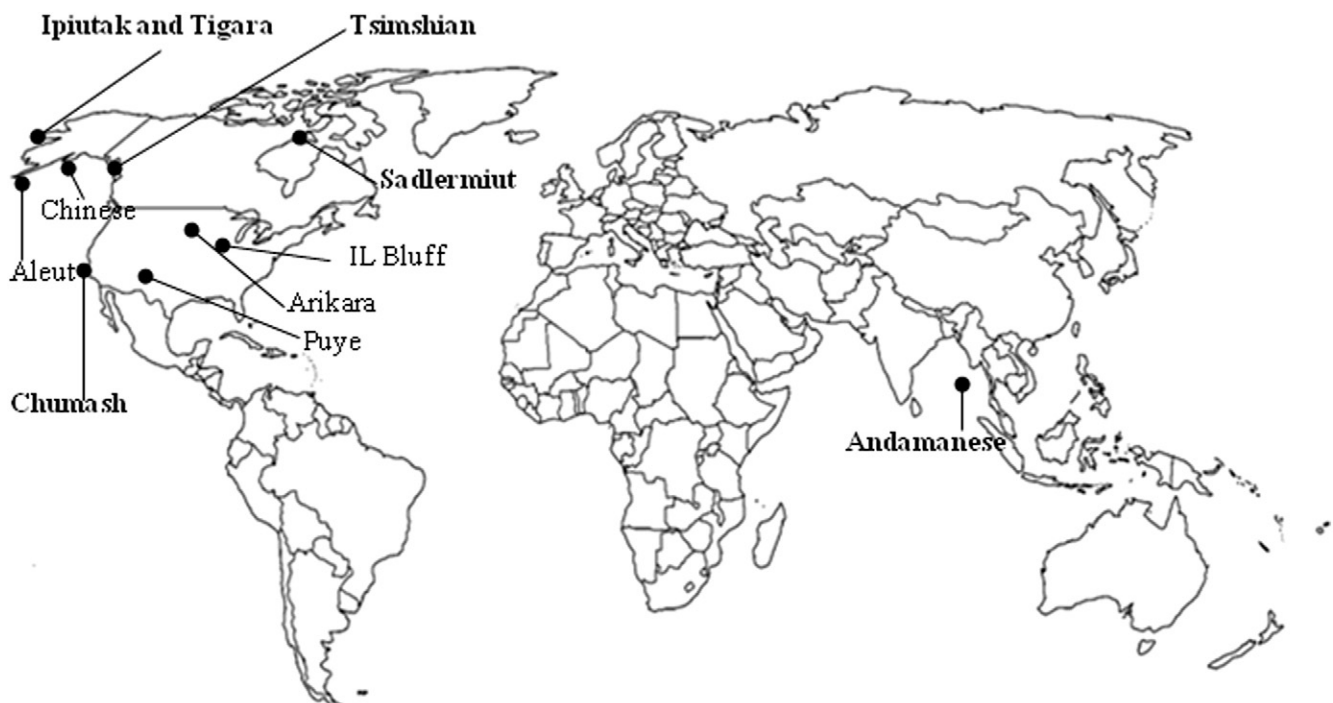 Ipiutak and Tigara
Tsimshian
Sadlermiut
Chinese
IL Bluff
Aleut
Arikara
Puye
Chumash
Andamanese